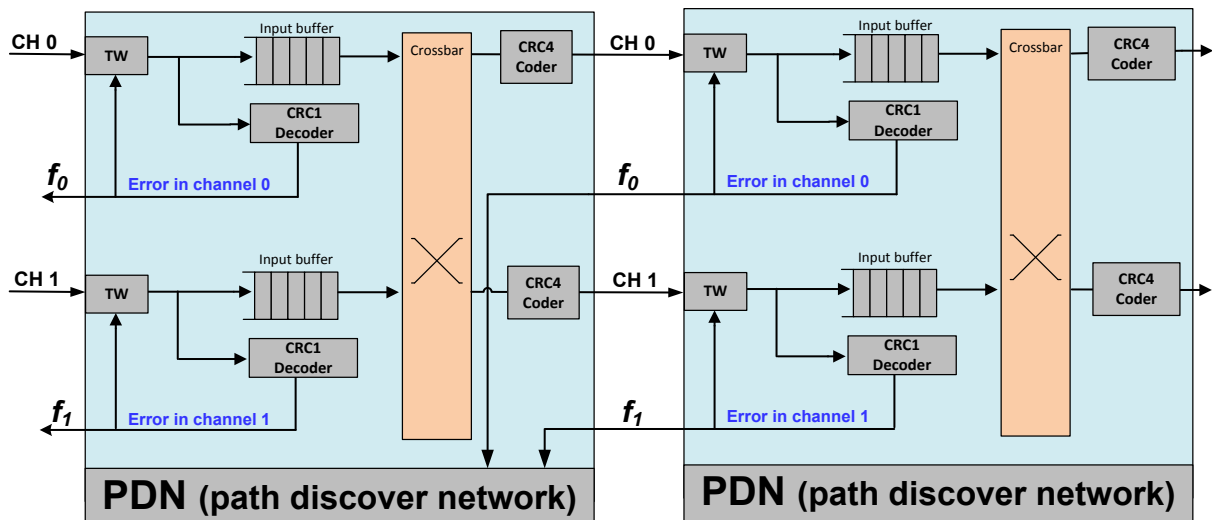 CH 0
TW
Input buffer
CRC1
Decoder
f0
Error in channel 0
Crossbar
CRC4
Coder
CH 1
TW
Input buffer
CRC1
Decoder
f1
Error in channel 1
CRC4
Coder
PDN (path discover network)
CH 0
TW
Input buffer
CRC1
Decoder
f0
Error in channel 0
Crossbar
CRC4
Coder
CH 1
TW
Input buffer
CRC1
Decoder
f1
Error in channel 1
CRC4
Coder
PDN (path discover network)